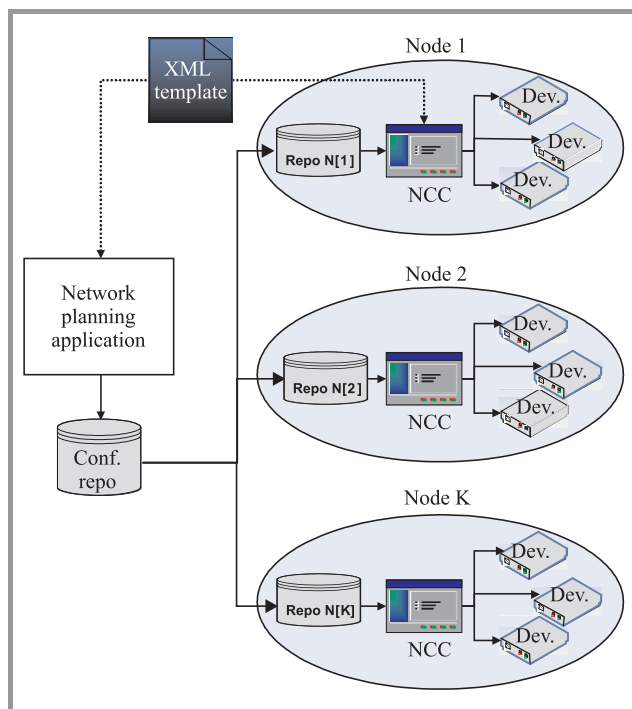 XML
template
Node 1
Dev.
Dev.
Dev.
Repo N[1]
NCC
Network
planning
application
Node 2
Dev.
Dev.
Dev.
Repo N[2]
NCC
Conf.
repo
Node K
Dev.
Dev.
Dev.
Repo N[K]
NCC